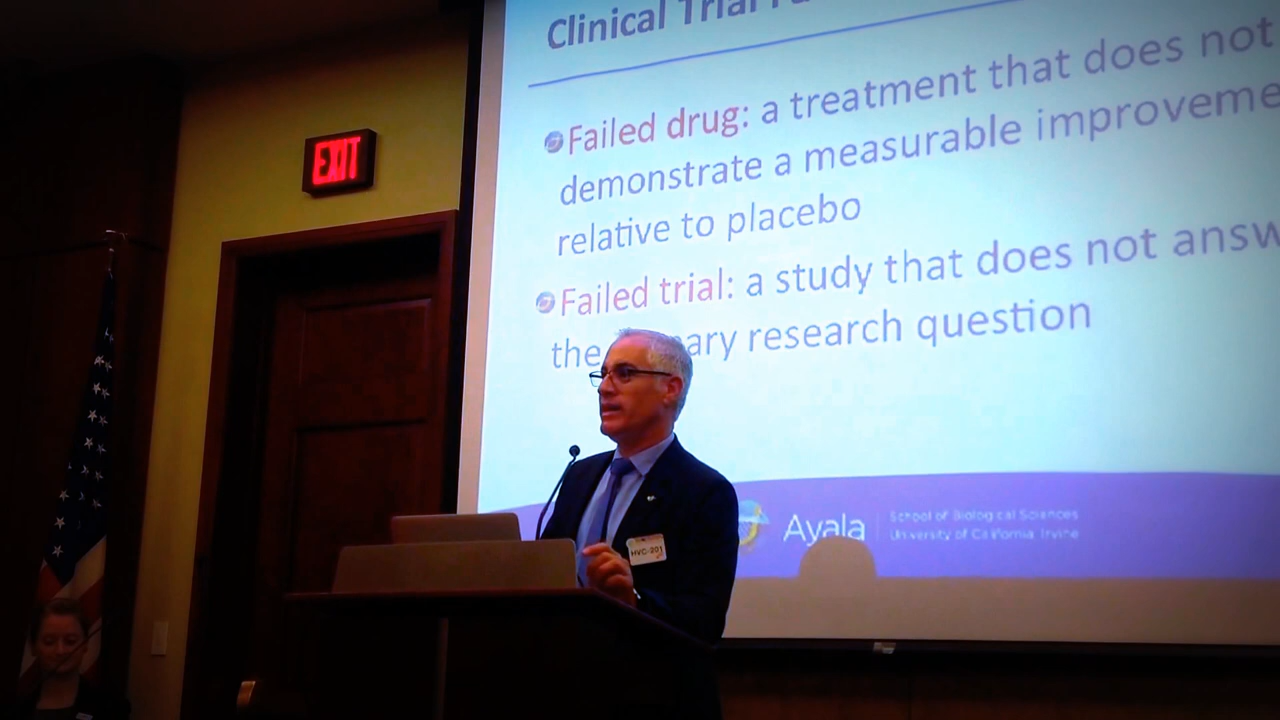 Clinical Trial
EXIT
Failed drug: a treatment that does not
demonstrate a measurable improveme
relative to placebo
Failed trial: a study that does not answ
the ary research question
HVC-201
Ayala
School of Biological Sciences
University of California Irvine